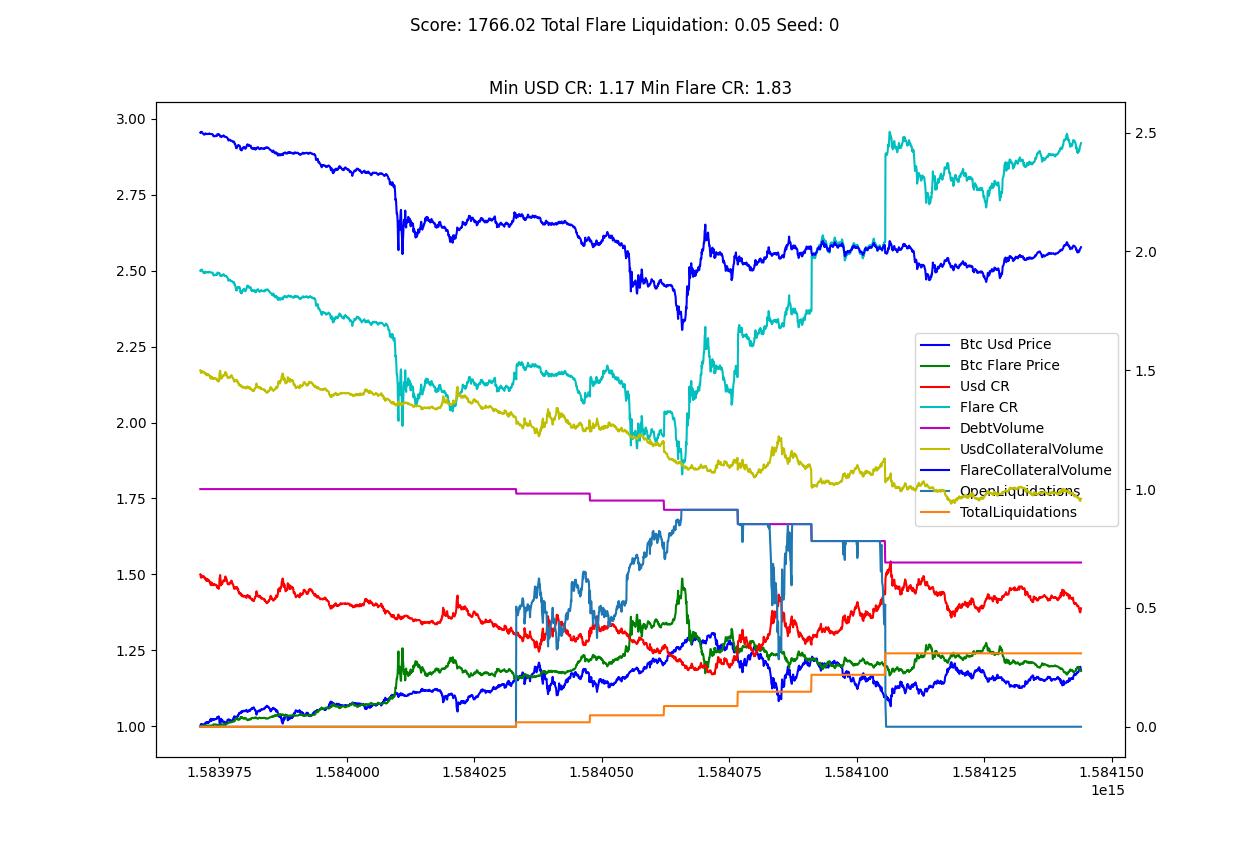 Score: 1766.02 Total Flare Liquidation: 0.05 Seed: 0
Min USD CR: 1.17 Min Flare CR: 1.83
3.00
2.75
2.50
2.25
2.00
1.75
1.50
1.25
1.00
2.5
2.0
1.5
1.0
0.5
0.0
Btc Usd Price
Btc Flare Price
Usd CR
Flare CR
DebtVolume
UsdCollateralVolume
FlareCollateralVolume
OpenLiquidations
TotalLiquidations
1.583975 1.584000 1.584025 1.584050 1.584075 1.584100 1.584125 1.584150
1e15